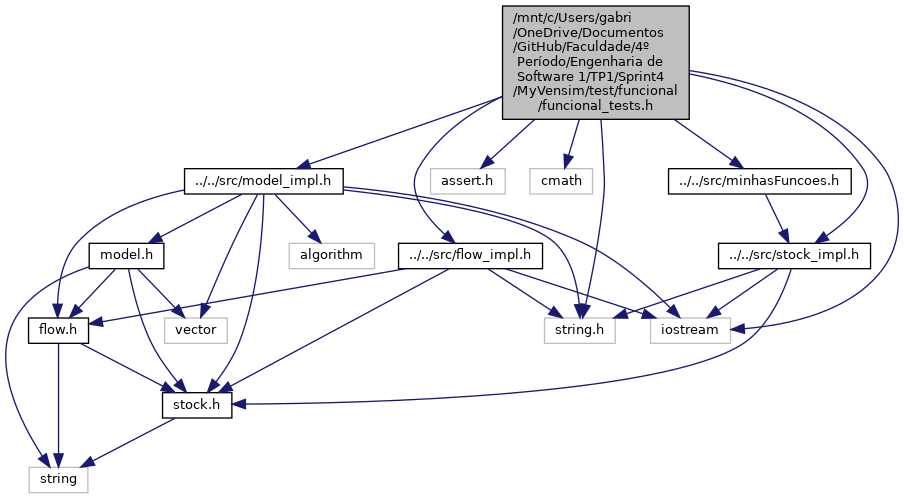 /mnt/c/Users/gabri
/OneDrive/Documentos
/GitHub/Faculdade/4º
Período/Engenharia de
Software 1/TP1/Sprint4
/MyVensim/test/funcional
/funcional_tests.h
../../src/model_impl.h
assert.h
cmath
../../src/minhasFuncoes.h
model.h
algorithm
../../src/flow_impl.h
../../src/stock_impl.h
flow.h
vector
string.h
iostream
stock.h
string